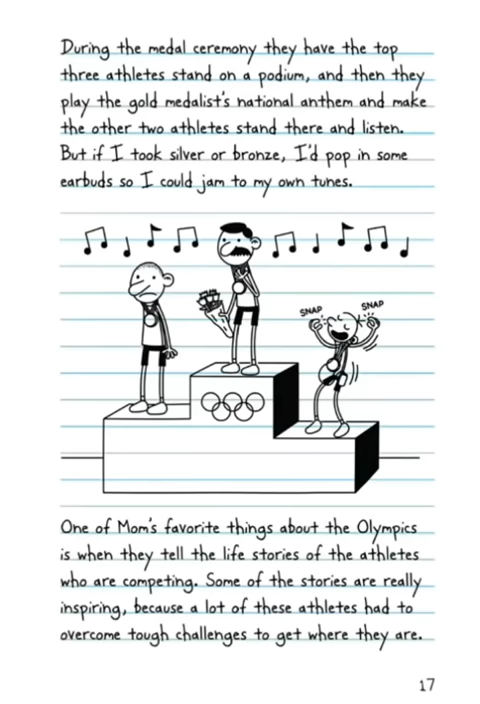 During the medal ceremony they have the top
three athletes stand on a podium, and then they
play the gold medalist's national anthem and make
the other two athletes stand there and listen.
But if I took silver or bronze, I'd pop in some
earbuds so I could jam to my own tunes.
SNAP
SNAP
One of Mom's favorite things about the Olympics
is when they tell the life stories of the athletes
who are competing. Some of the stories are really
inspiring, because a lot of these athletes had to
overcome tough challenges to get where they are.
17